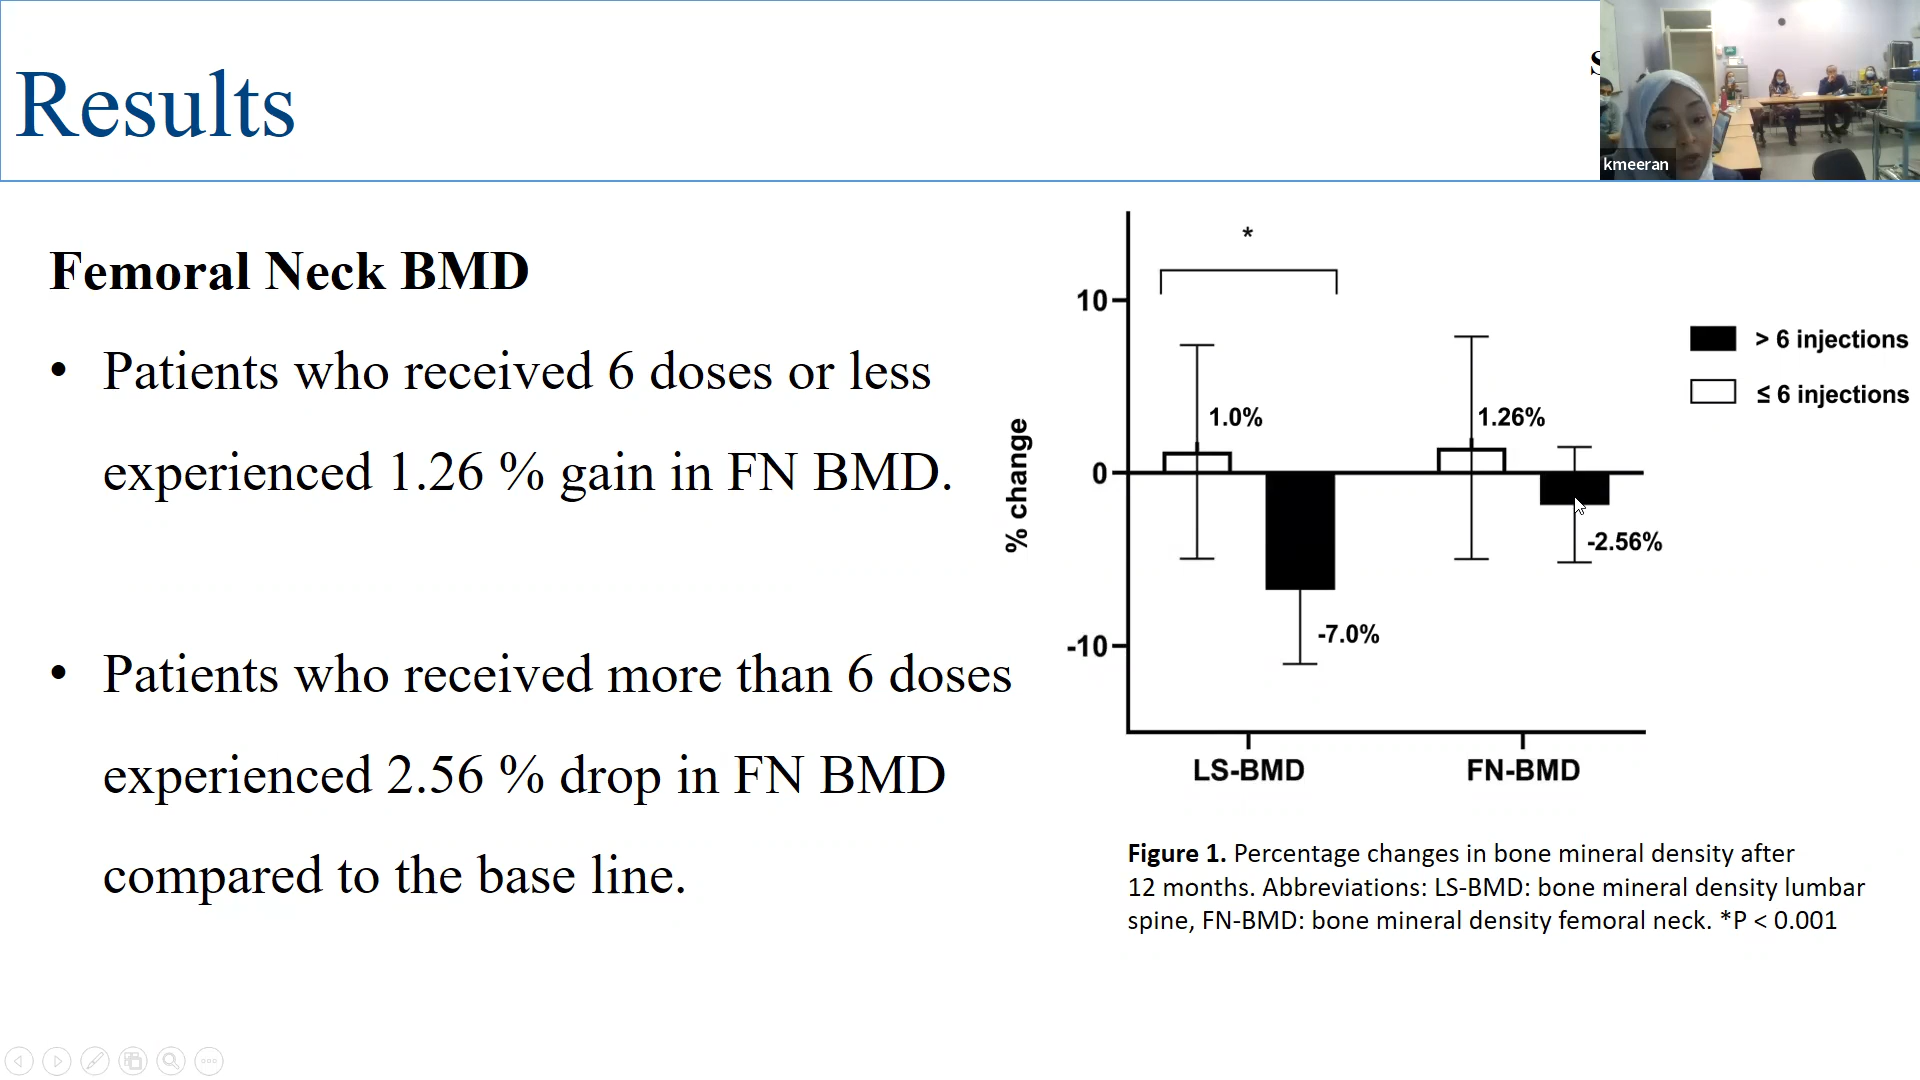 Results
S
kmeeran
Femoral Neck BMD
• Patients who received 6 doses or less
experienced 1.26 % gain in FN BMD.
• Patients who received more than 6 doses
experienced 2.56 % drop in FN BMD
compared to the base line.
*
10
0
-10
% change
1.0%
-7.0%
1.26%
-2.56%
> 6 injections
≤ 6 injections
LS-BMD
FN-BMD
Figure 1. Percentage changes in bone mineral density after
12 months. Abbreviations: LS-BMD: bone mineral density lumbar
spine, FN-BMD: bone mineral density femoral neck. *P < 0.001